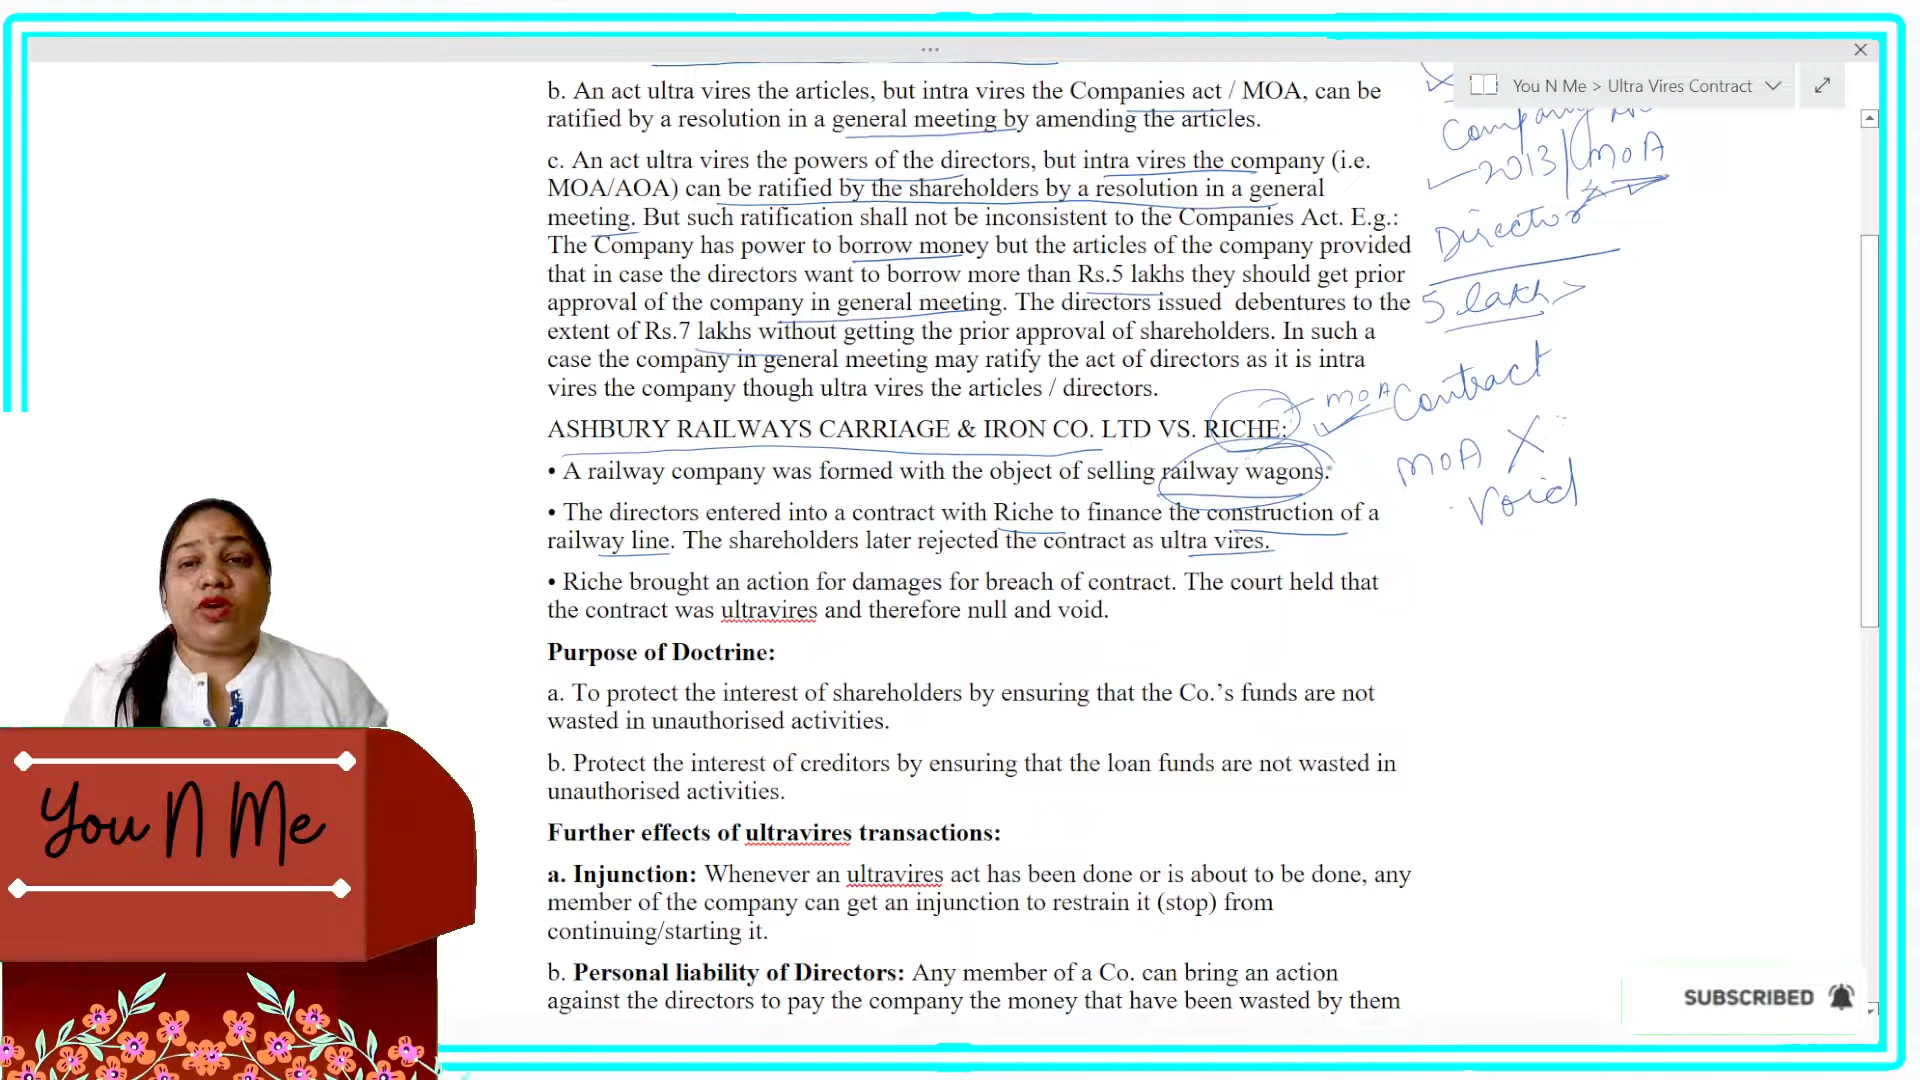 ...
You N Me > Ultra Vires Contract
b. An act ultra vires the articles, but intra vires the Companies act / MOA, can be
ratified by a resolution in a general meeting by amending the articles.
c. An act ultra vires the powers of the directors, but intra vires the company (i.e.
MOA/AOA) can be ratified by the shareholders by a resolution in a general
meeting. But such ratification shall not be inconsistent to the Companies Act. E.g.:
The Company has power to borrow money but the articles of the company provided
that in case the directors want to borrow more than Rs.5 lakhs they should get prior
approval of the company in general meeting. The directors issued debentures to the
extent of Rs.7 lakhs without getting the prior approval of shareholders. In such a
case the company in general meeting may ratify the act of directors as it is intra
vires the company though ultra vires the articles / directors.
ASHBURY RAILWAYS CARRIAGE & IRON CO. LTD VS. RICHE:
• A railway company was formed with the object of selling railway wagons.
• The directors entered into a contract with Riche to finance the construction of a
railway line. The shareholders later rejected the contract as ultra vires.
• Riche brought an action for damages for breach of contract. The court held that
the contract was ultravires and therefore null and void.
Purpose of Doctrine:
a. To protect the interest of shareholders by ensuring that the Co.’s funds are not
wasted in unauthorised activities.
b. Protect the interest of creditors by ensuring that the loan funds are not wasted in
unauthorised activities.
Further effects of ultravires transactions:
a. Injunction: Whenever an ultravires act has been done or is about to be done, any
member of the company can get an injunction to restrain it (stop) from
continuing/starting it.
b. Personal liability of Directors: Any member of a Co. can bring an action
against the directors to pay the company the money that have been wasted by them
Company
2013 | MOA
Director
5 lakh >
MOA Contract
MOA X
Void
You N Me
SUBSCRIBED